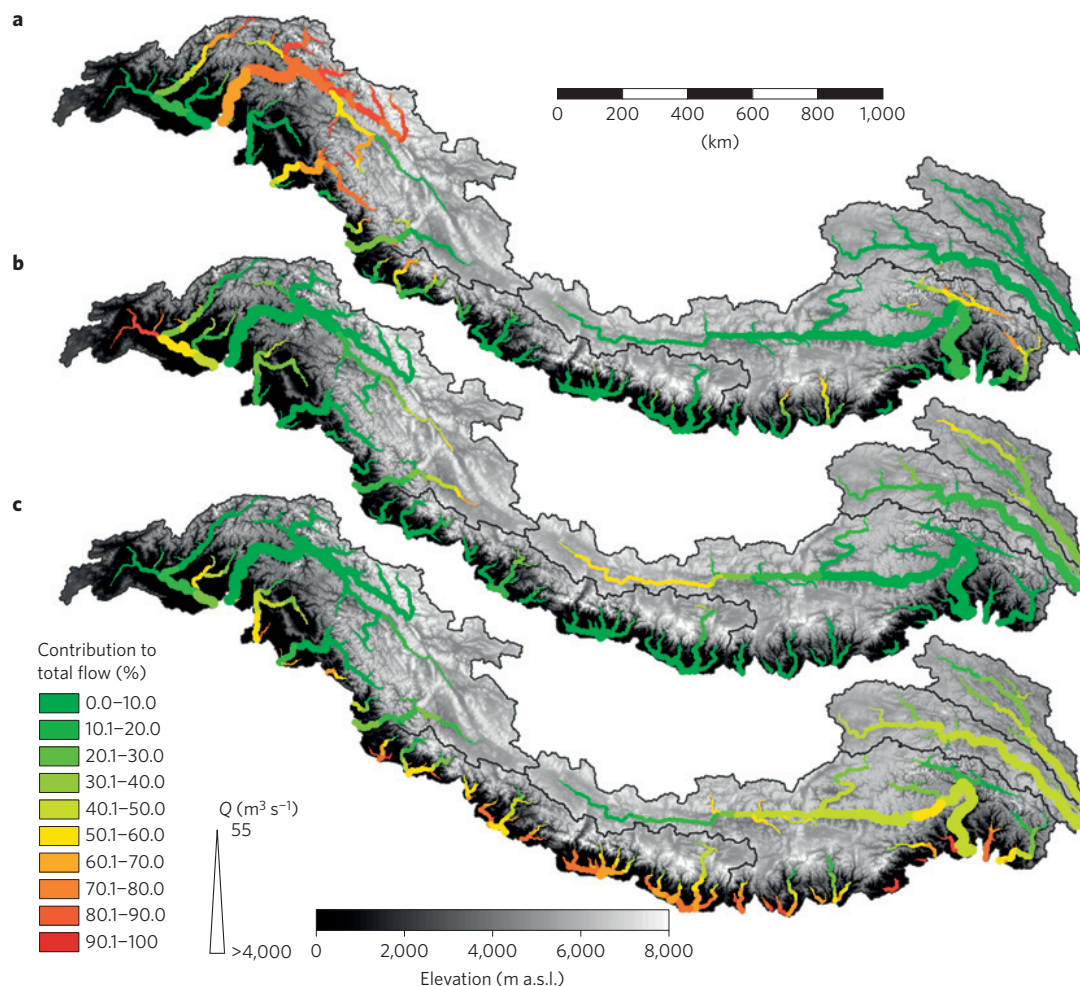 a
0 200 400 600 800 1,000
(km)
b
c
Contribution to
total flow (%)
0.0–10.0
10.1–20.0
20.1–30.0
30.1–40.0
40.1–50.0
50.1–60.0
60.1–70.0
70.1–80.0
80.1–90.0
90.1–100
Q (m³ s⁻¹)
55
>4,000
0 2,000 4,000 6,000 8,000
Elevation (m a.s.l.)